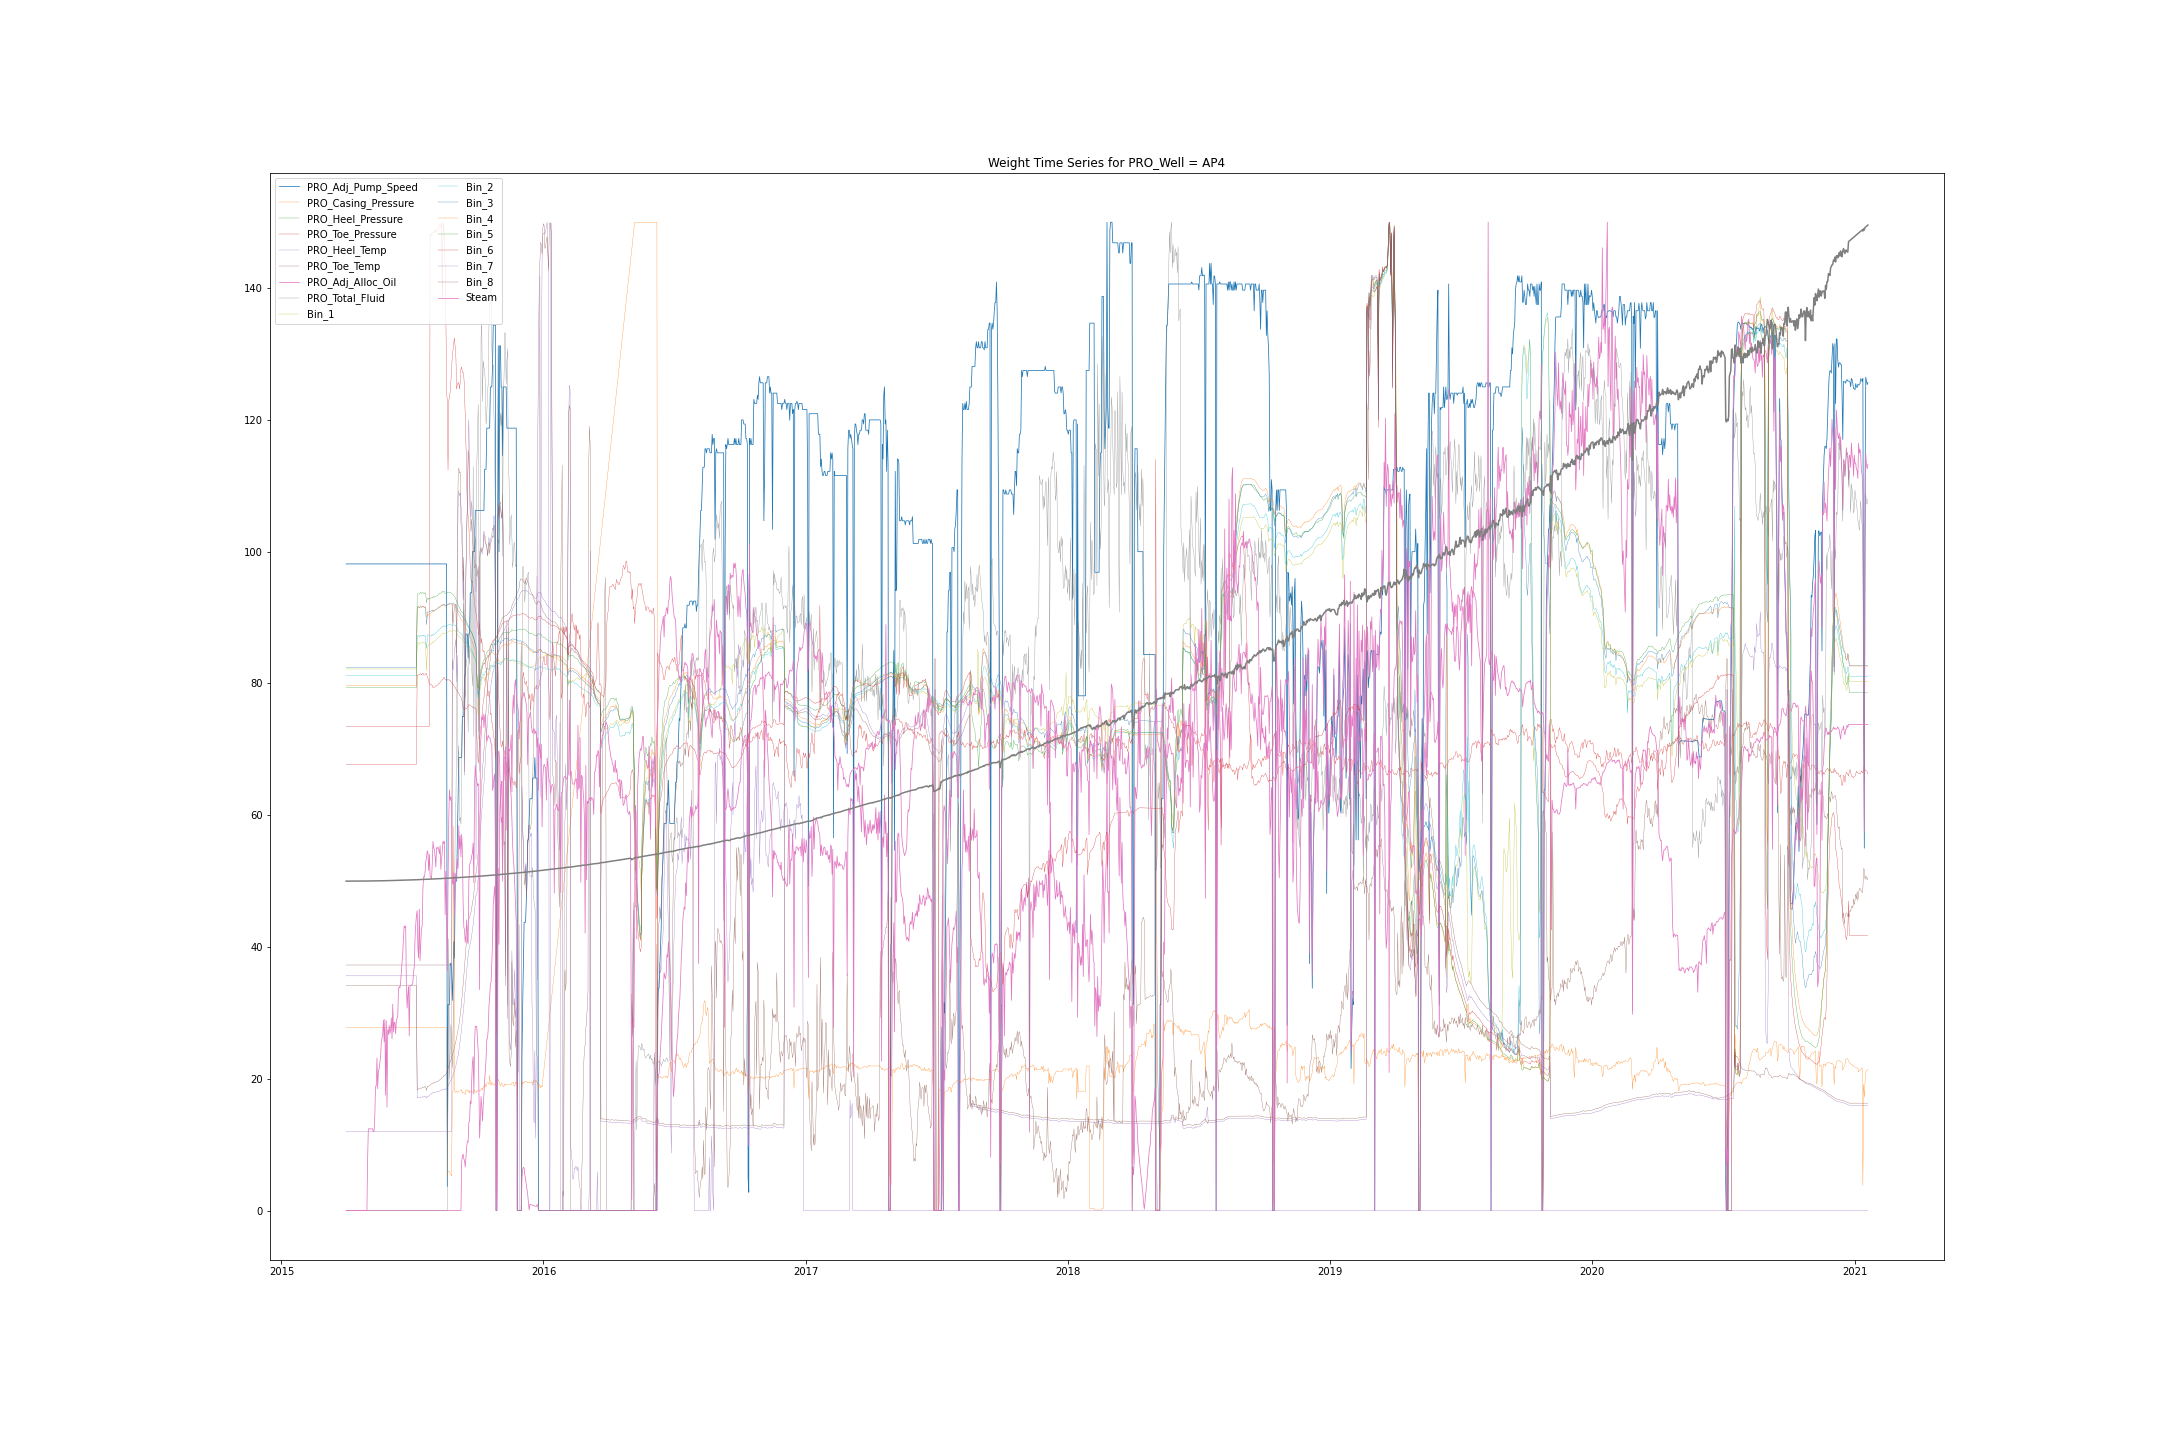 Weight Time Series for PRO_Well = AP4
PRO_Adj_Pump_Speed
PRO_Casing_Pressure
PRO_Heel_Pressure
PRO_Toe_Pressure
PRO_Heel_Temp
PRO_Toe_Temp
PRO_Adj_Alloc_Oil
PRO_Total_Fluid
Bin_1
Bin_2
Bin_3
Bin_4
Bin_5
Bin_6
Bin_7
Bin_8
Steam
140
120
100
80
60
40
20
0
2015 2016 2017 2018 2019 2020 2021